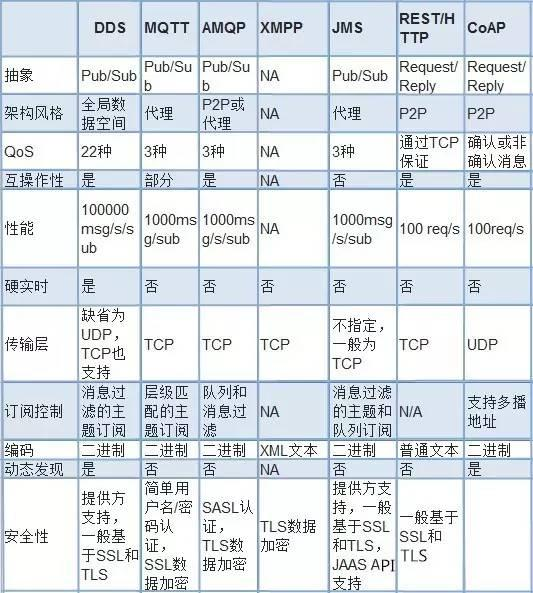 DDS MQTT AMQP XMPP JMS REST/HTTP CoAP
抽象 Pub/Sub Pub/Sub Pub/Sub NA Pub/Sub Request/Reply Request/Reply
架构风格 全局数据空间 代理 P2P或代理 NA 代理 P2P P2P
QoS 22种 3种 3种 NA 3种 通过TCP保证 确认或非确认消息
互操作性 是 部分 是 NA 否 是 是
性能 100000msg/s/sub 1000msg/sub 1000msg/s/sub NA 1000msg/s/sub 100 req/s 100req/s
硬实时 是 否 否 否 否 否 否
传输层 缺省为UDP，TCP也支持 TCP TCP TCP 不指定，一般为TCP TCP UDP
订阅控制 消息过滤的主题订阅 层级匹配的主题订阅 队列和消息过滤 NA 消息过滤的主题和队列订阅 N/A 支持多播地址
编码 二进制 二进制 二进制 XML文本 二进制 普通文本 二进制
动态发现 是 否 否 NA 否 否 是
安全性 提供方支持，一般基于SSL和TLS 简单用户名/密码认证，SSL数据加密 SASL认证，TLS数据加密 TLS数据加密 提供方支持，一般基于SSL和TLS，JAAS API支持 一般基于SSL和TLS